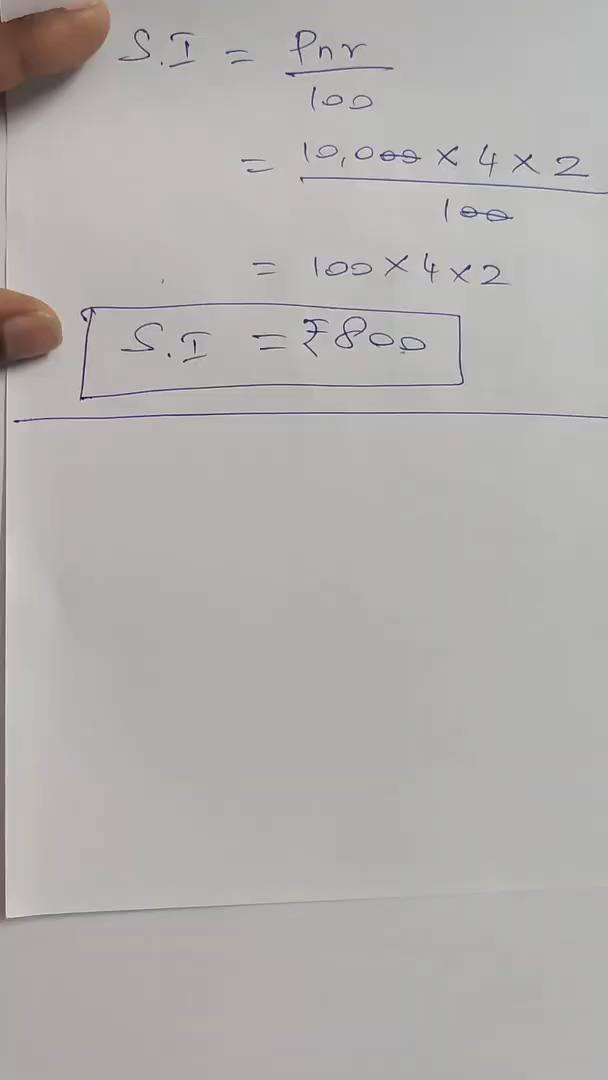 S.I = Pnr
100
= 10,000 × 4 × 2
100
= 100 × 4 × 2
S.I = ₹800